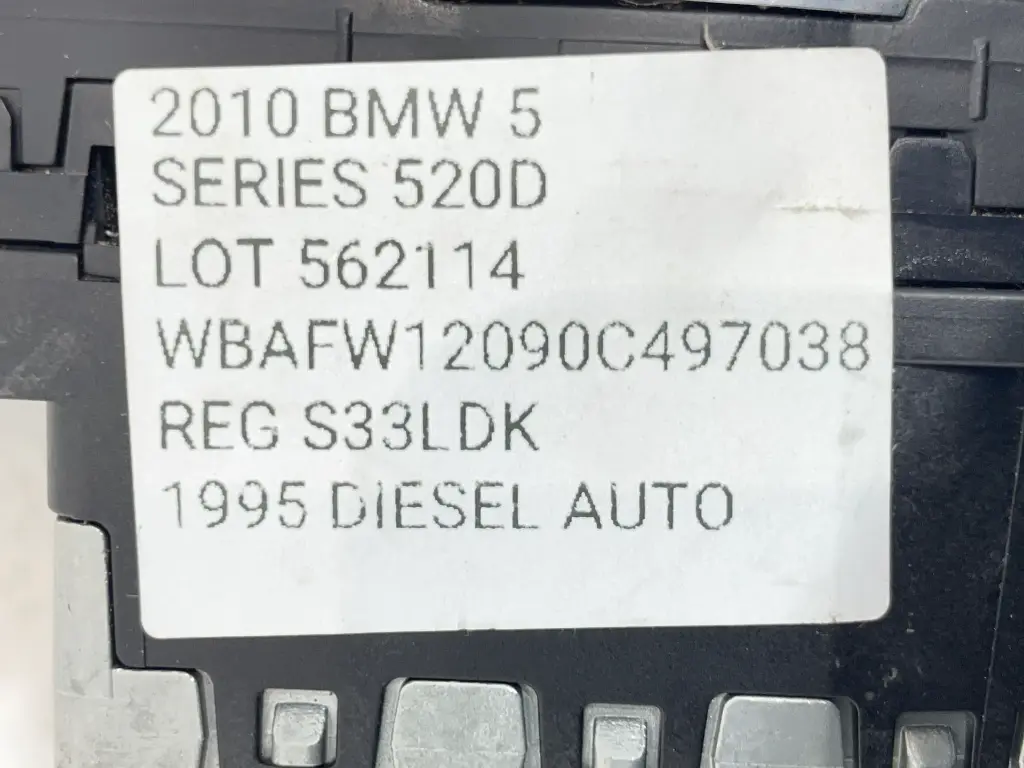 2010 BMW 5
SERIES 520D
LOT 562114
WBAFW12090C497038
REG S33LDK
1995 DIESEL AUTO